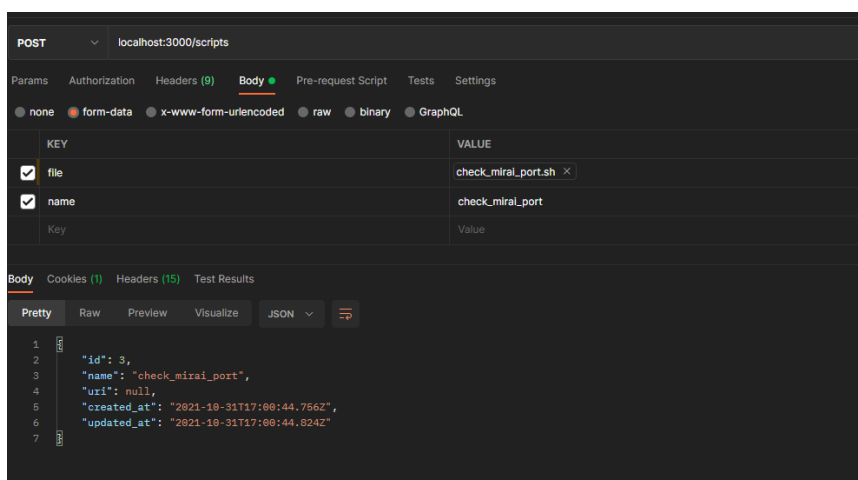 POST localhost:3000/scripts
Params Authorization Headers (9) Body Pre-request Script Tests Settings
none form-data x-www-form-urlencoded raw binary GraphQL
KEY VALUE
file check_mirai_port.sh ×
name check_mirai_port
Key Value
Body Cookies (1) Headers (15) Test Results
Pretty Raw Preview Visualize JSON
1 {
2 "id": 3,
3 "name": "check_mirai_port",
4 "uri": null,
5 "created_at": "2021-10-31T17:00:44.756Z",
6 "updated_at": "2021-10-31T17:00:44.824Z"
7 }